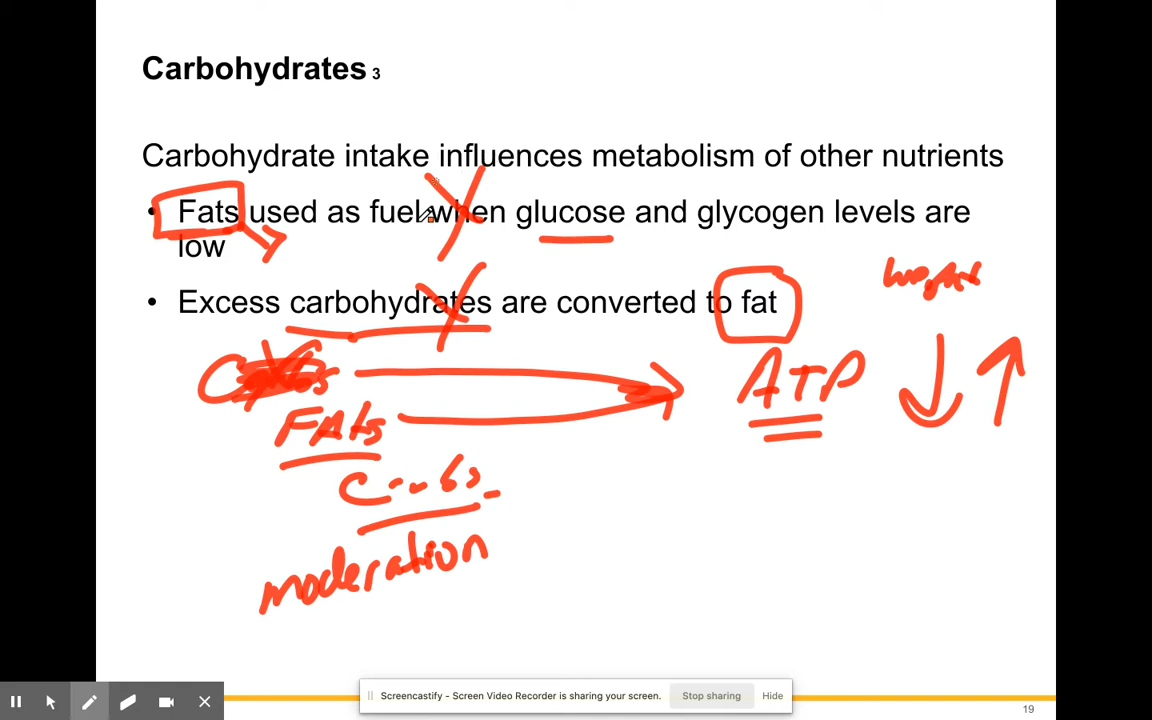 Carbohydrates 3
Carbohydrate intake influences metabolism of other nutrients
• Fats used as fuel when glucose and glycogen levels are
low
• Excess carbohydrates are converted to fat
ATP
FAts
Carbs
moderation
Screencastify - Screen Video Recorder is sharing your screen. Stop sharing Hide
19